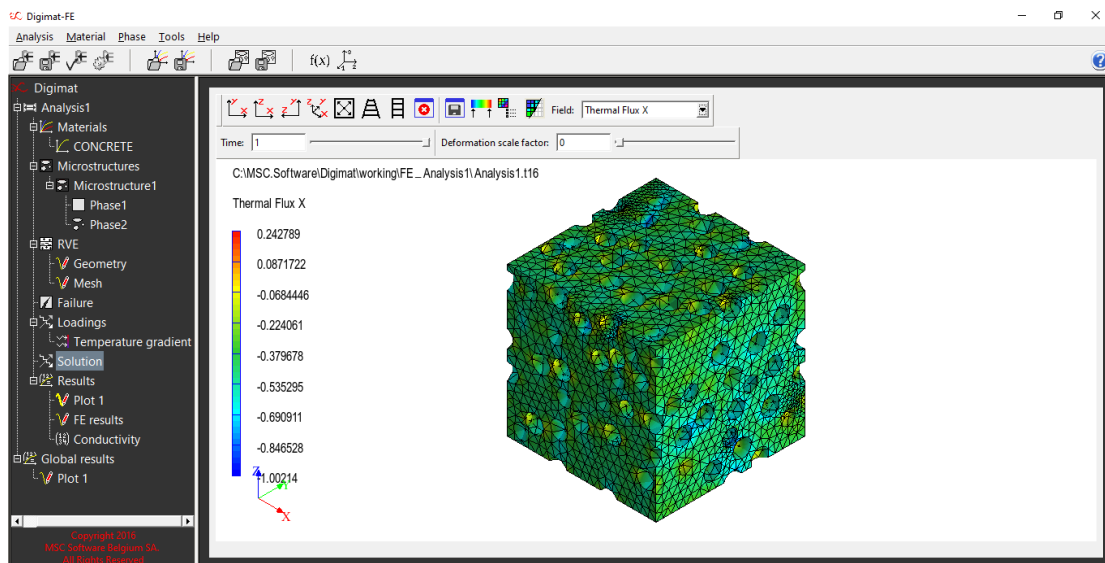 Digimat-FE
Analysis Material Phase Tools Help
f(x)
Digimat
Analysis1
Materials
CONCRETE
Microstructures
Microstructure1
Phase1
Phase2
RVE
Geometry
Mesh
Failure
Loadings
Temperature gradient
Solution
Results
Plot 1
FE results
Conductivity
Global results
Plot 1
Copyright 2016
MSC Software Belgium SA.
All Rights Reserved
Field: Thermal Flux X
Time: 1 Deformation scale factor: 0
C:\MSC.Software\Digimat\working\FE_Analysis1\Analysis1.t16
Thermal Flux X
0.242789
0.0871722
-0.0684446
-0.224061
-0.379678
-0.535295
-0.690911
-0.846528
-1.00214
Z
Y
X